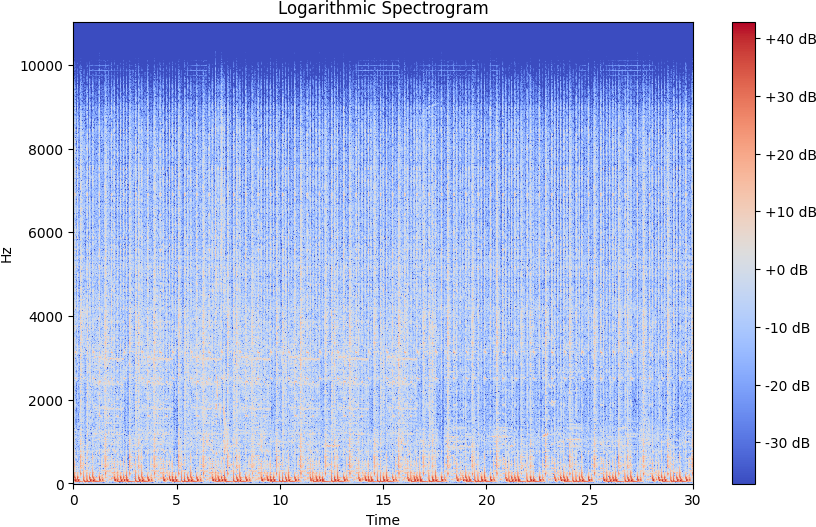 Logarithmic Spectrogram
Hz
10000
8000
6000
4000
2000
0
0 5 10 15 20 25 30
Time
+40 dB
+30 dB
+20 dB
+10 dB
+0 dB
-10 dB
-20 dB
-30 dB